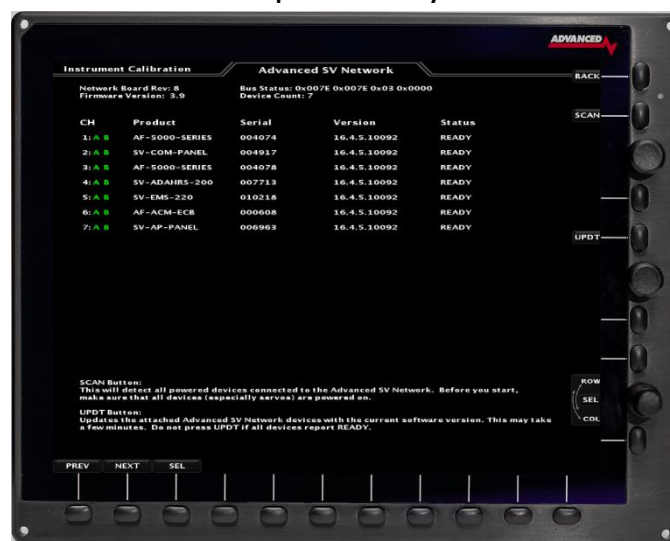 ADVANCED
Instrument Calibration
Advanced SV Network
BACK
Network Board Rev: 8
Bus Status: 0x007E 0x007E 0x03 0x0000
Firmware Version: 3.9
Device Count: 7
SCAN
CH Product Serial Version Status
1: A B AF-5000-SERIES 004074 16.4.5.10092 READY
2: A B SV-COM-PANEL 004917 16.4.5.10092 READY
3: A B AF-5000-SERIES 004078 16.4.5.10092 READY
4: A B SV-ADAHRS-200 007713 16.4.5.10092 READY
5: A B SV-EMS-220 010218 16.4.5.10092 READY
6: A B AF-ACM-ECB 000608 16.4.5.10092 READY
7: A B SV-AP-PANEL 006963 16.4.5.10092 READY
UPDT
SCAN Button:
This will detect all powered devices connected to the Advanced SV Network. Before you start,
make sure that all devices (especially servos) are powered on.
UPDT Button:
Updates the attached Advanced SV Network devices with the current software version. This may take
a few minutes. Do not press UPDT if all devices report READY.
ROW
SEL
COL
PREV NEXT SEL